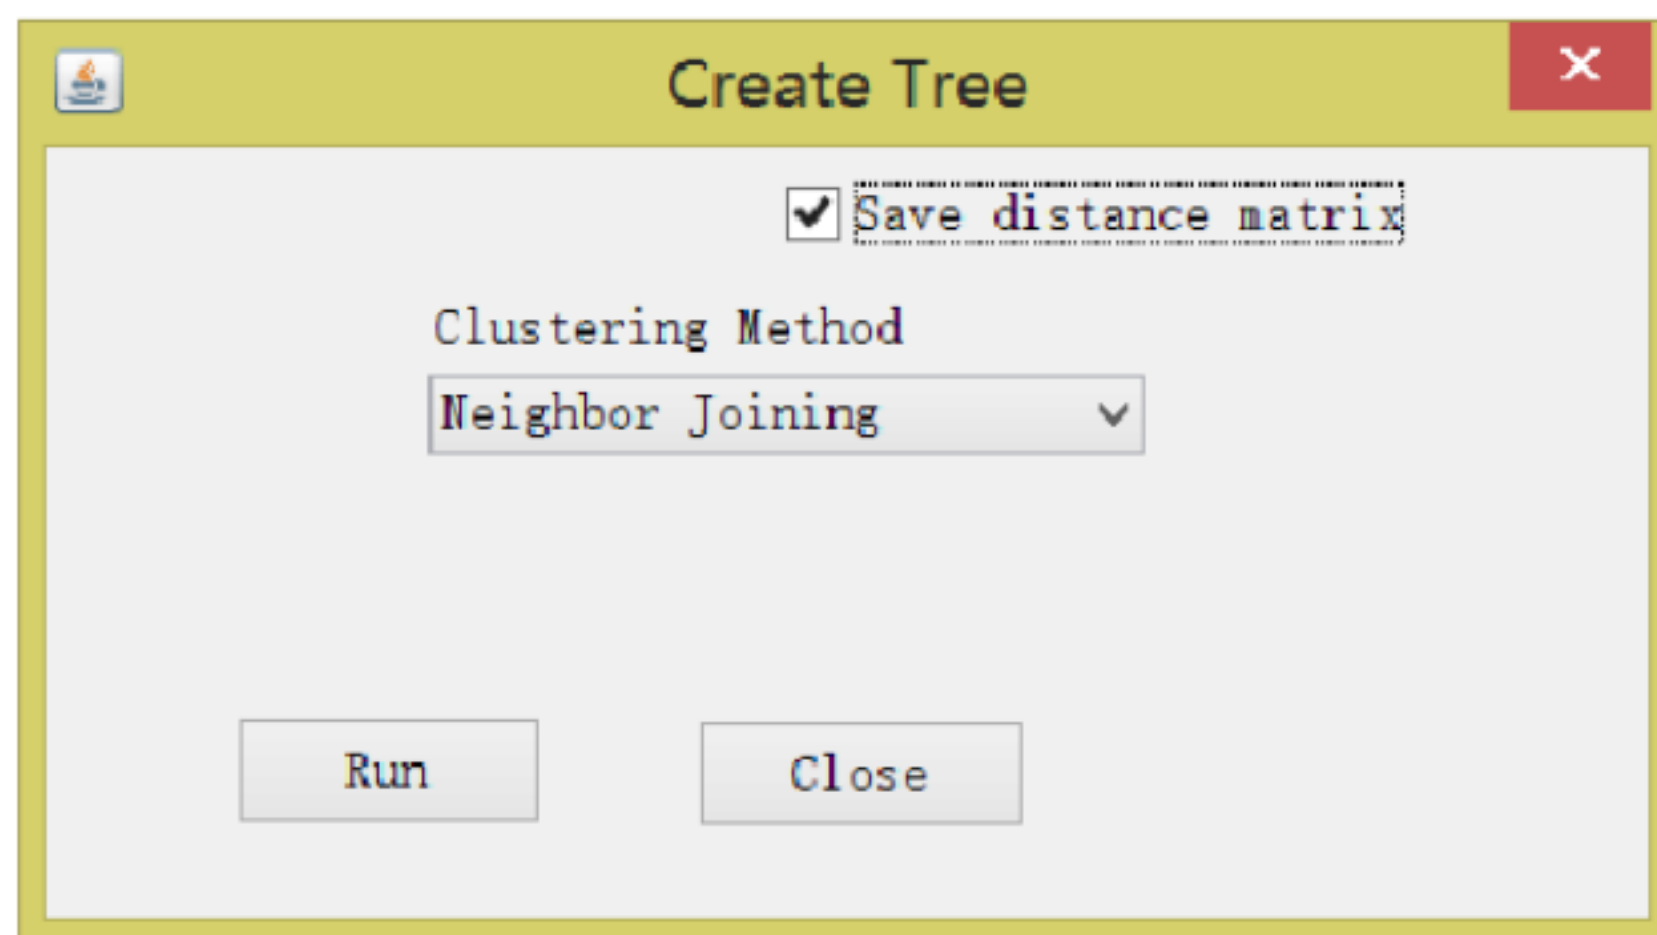 Create Tree
Save distance matrix
Clustering Method
Neighbor Joining
Run
Close